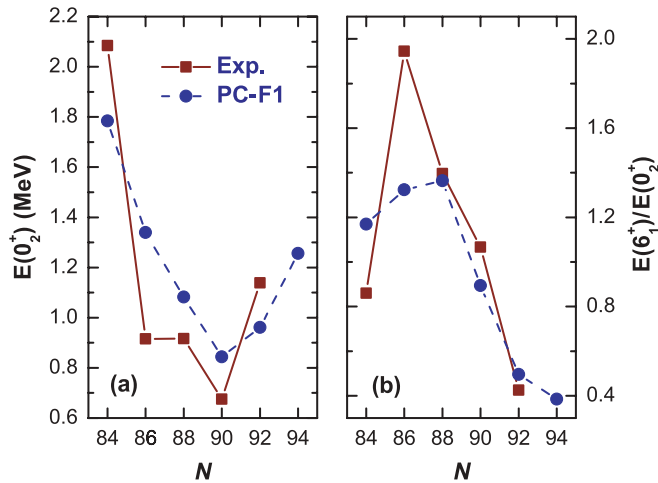 E(0₂⁺) (MeV)
2.2
2.0
1.8
1.6
1.4
1.2
1.0
0.8
0.6
Exp.
PC-F1
(a)
84 86 88 90 92 94
N
(b)
84 86 88 90 92 94
N
2.0
1.6
1.2
0.8
0.4
E(6₁⁺)/E(0₂⁺)